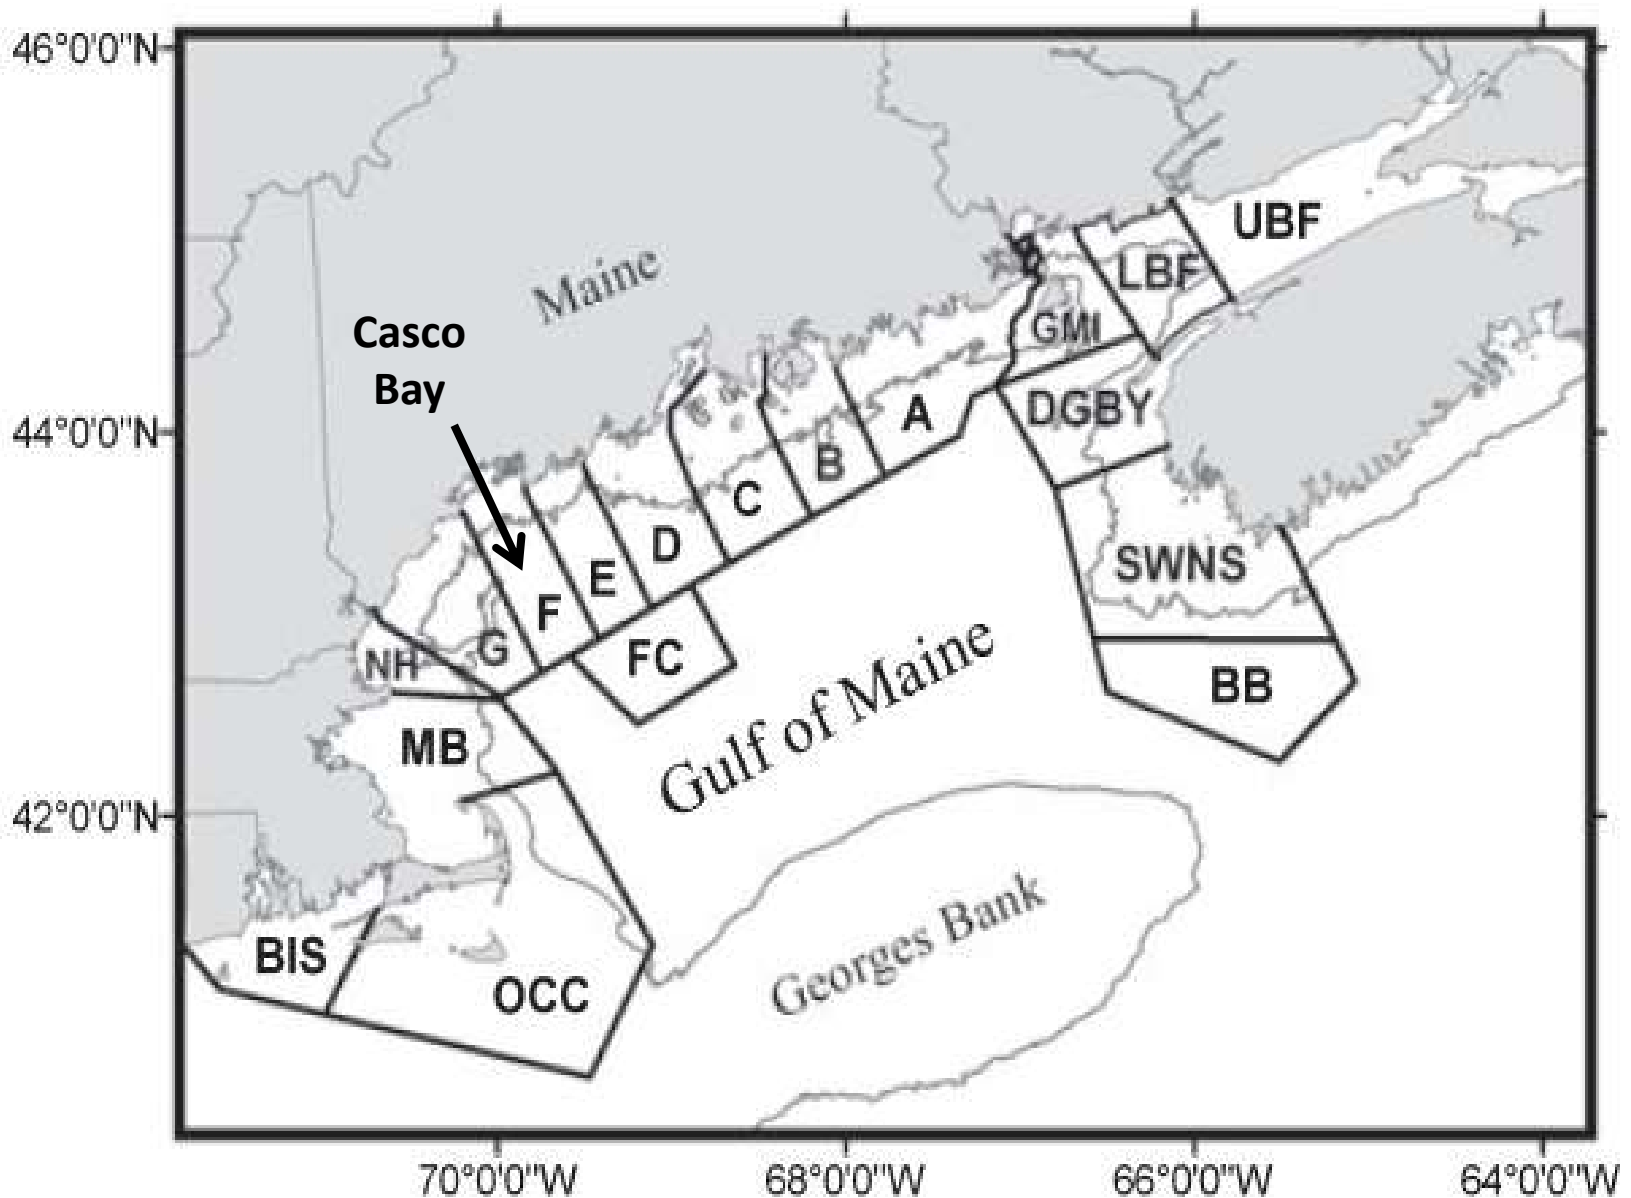 46°0'0"N
UBF
LBF
Maine
GMI
Casco
Bay
DGBY
44°0'0"N
A
B
C
D
SWNS
E
F
G
NH
FC
BB
Gulf of Maine
MB
42°0'0"N
Georges Bank
BIS
OCC
70°0'0"W
68°0'0"W
66°0'0"W
64°0'0"W